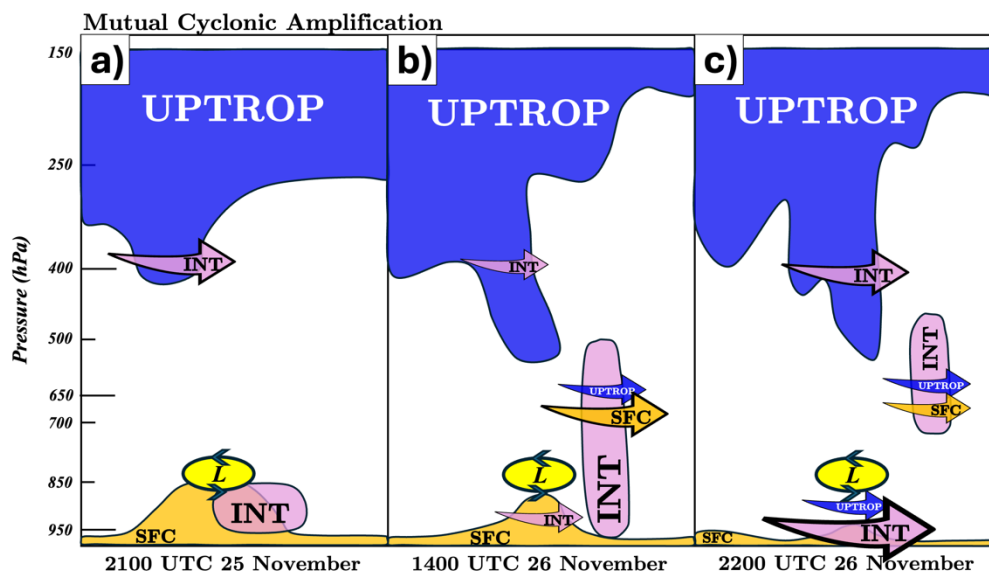 Mutual Cyclonic Amplification
Pressure (hPa)
150
250
400
500
650
700
850
950
a)
UPTROP
INT
L
INT
SFC
2100 UTC 25 November
b)
UPTROP
INT
UPTROP
SFC
INT
L
INT
SFC
1400 UTC 26 November
c)
UPTROP
INT
INT
UPTROP
SFC
L
UPTROP
INT
SFC
2200 UTC 26 November